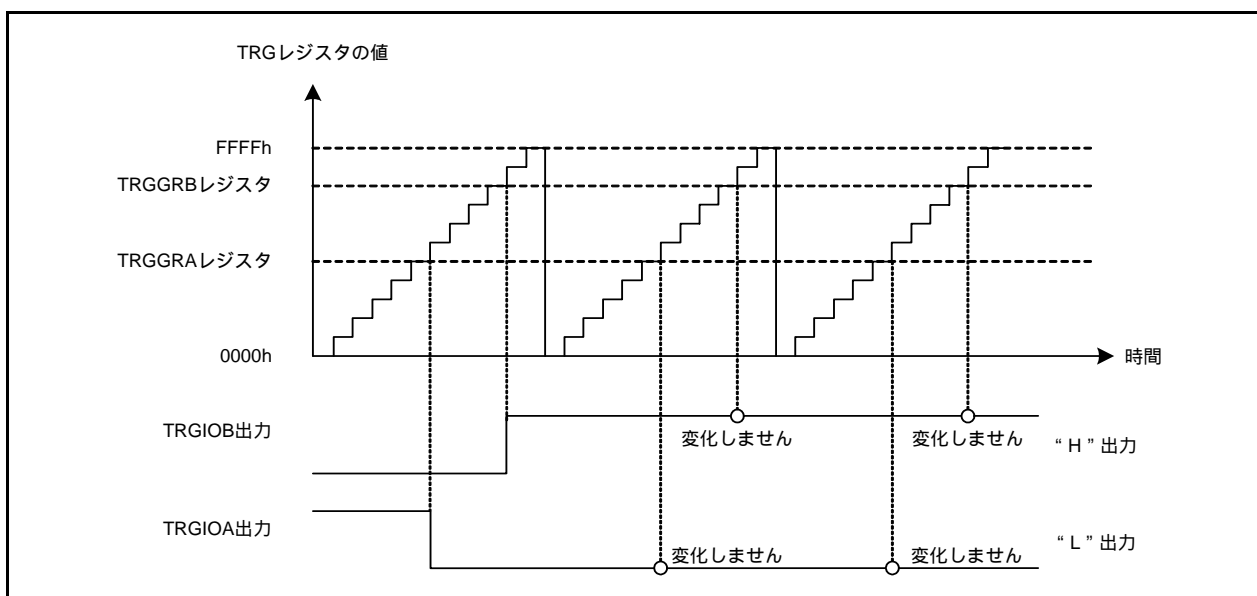 TRGレジスタの値
FFFFh
TRGGRBレジスタ
TRGGRAレジスタ
0000h
時間
TRGIOB出力
変化しません
変化しません
“ H ” 出力
TRGIOA出力
変化しません
変化しません
“ L ” 出力